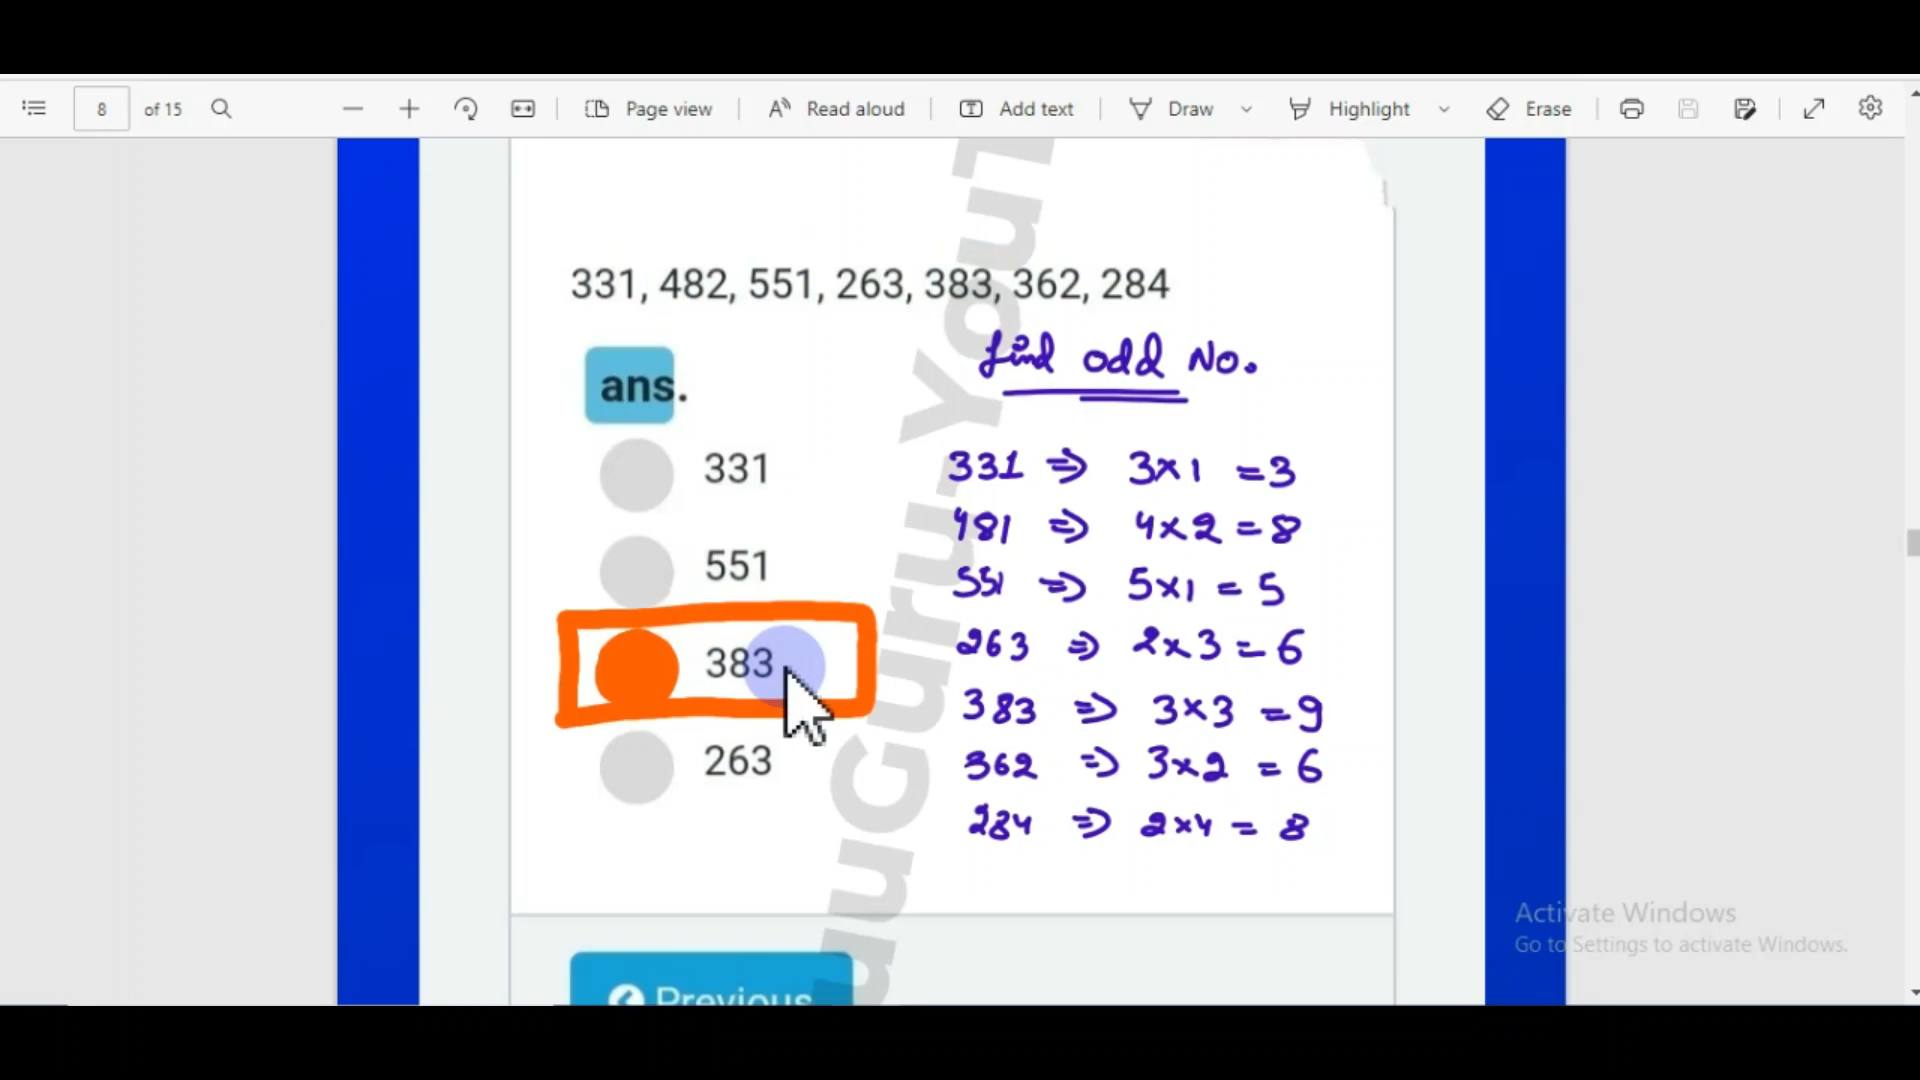 8 of 15 Page view Read aloud Add text Draw Highlight Erase
331, 482, 551, 263, 383, 362, 284
find odd No.
ans.
331
551
383
263
331 ⇒ 3×1 =3
481 ⇒ 4×2 =8
551 ⇒ 5×1 = 5
263 ⇒ 2×3 = 6
383 ⇒ 3×3 =9
362 ⇒ 3×2 = 6
284 ⇒ 2×4 = 8
uGuru-YouT
Previous
Activate Windows
Go to Settings to activate Windows.